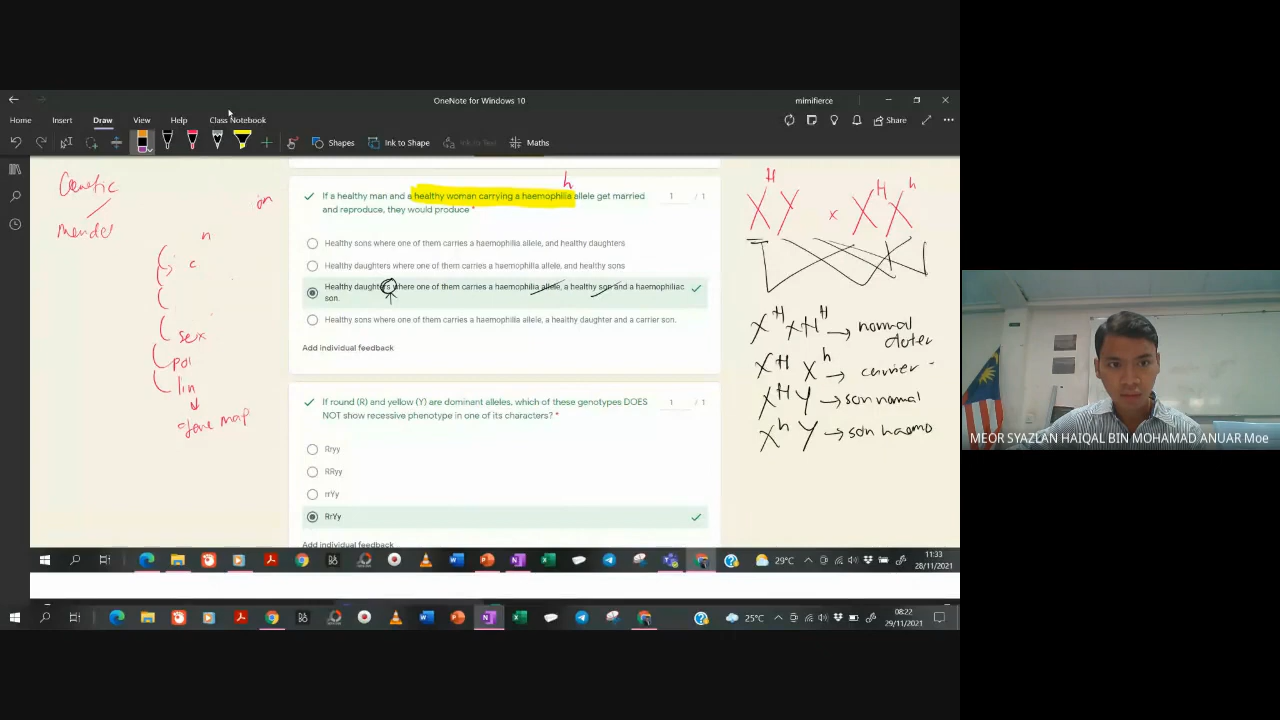 OneNote for Windows 10
mimifierce
Home Insert Draw View Help Class Notebook
Share
Shapes Ink to Shape Ink to Text Maths
Genetic
Mendel
on
n
c
sex
pol
lin
gene map
h
If a healthy man and a healthy woman carrying a haemophilia allele get married
and reproduce, they would produce *
1 / 1
Healthy sons where one of them carries a haemophilia allele, and healthy daughters
Healthy daughters where one of them carries a haemophilia allele, and healthy sons
Healthy daughters where one of them carries a haemophilia allele, a healthy son and a haemophiliac
son.
Healthy sons where one of them carries a haemophilia allele, a healthy daughter and a carrier son.
Add individual feedback
If round (R) and yellow (Y) are dominant alleles, which of these genotypes DOES
NOT show recessive phenotype in one of its characters? *
1 / 1
Rryy
RRyy
rrYy
RrYy
Add individual feedback
H H h
X Y x X X
X H X H H → normal
X H X h → carrier
X H Y → son normal
X h Y → son haemo
MEOR SYAZLAN HAIQAL BIN MOHAMAD ANUAR Moe
29°C
11:33
28/11/2021
25°C
08:22
29/11/2021